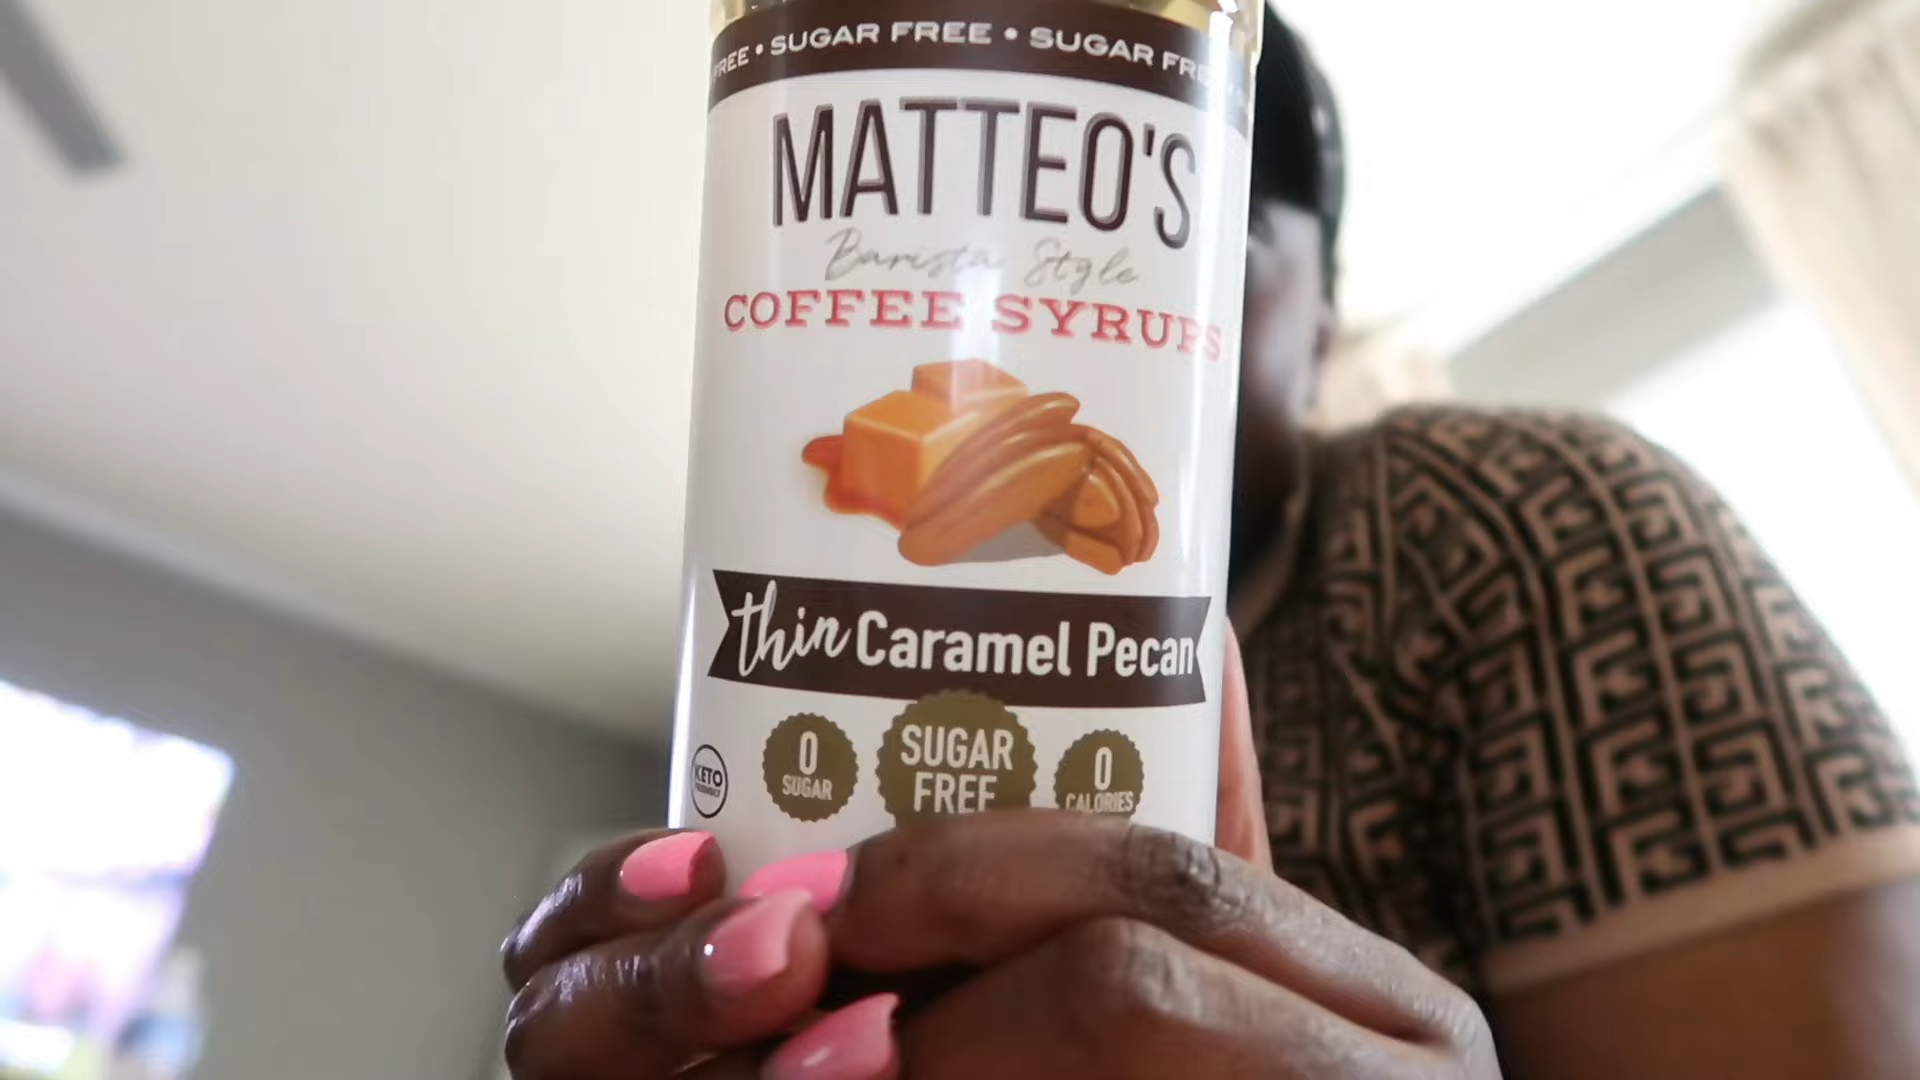 FREE • SUGAR FREE • SUGAR FRE
MATTEO'S
Barista Style
COFFEE SYRUPS
thin Caramel Pecan
0
SUGAR
SUGAR
FREE
0
CALORIES
KETO